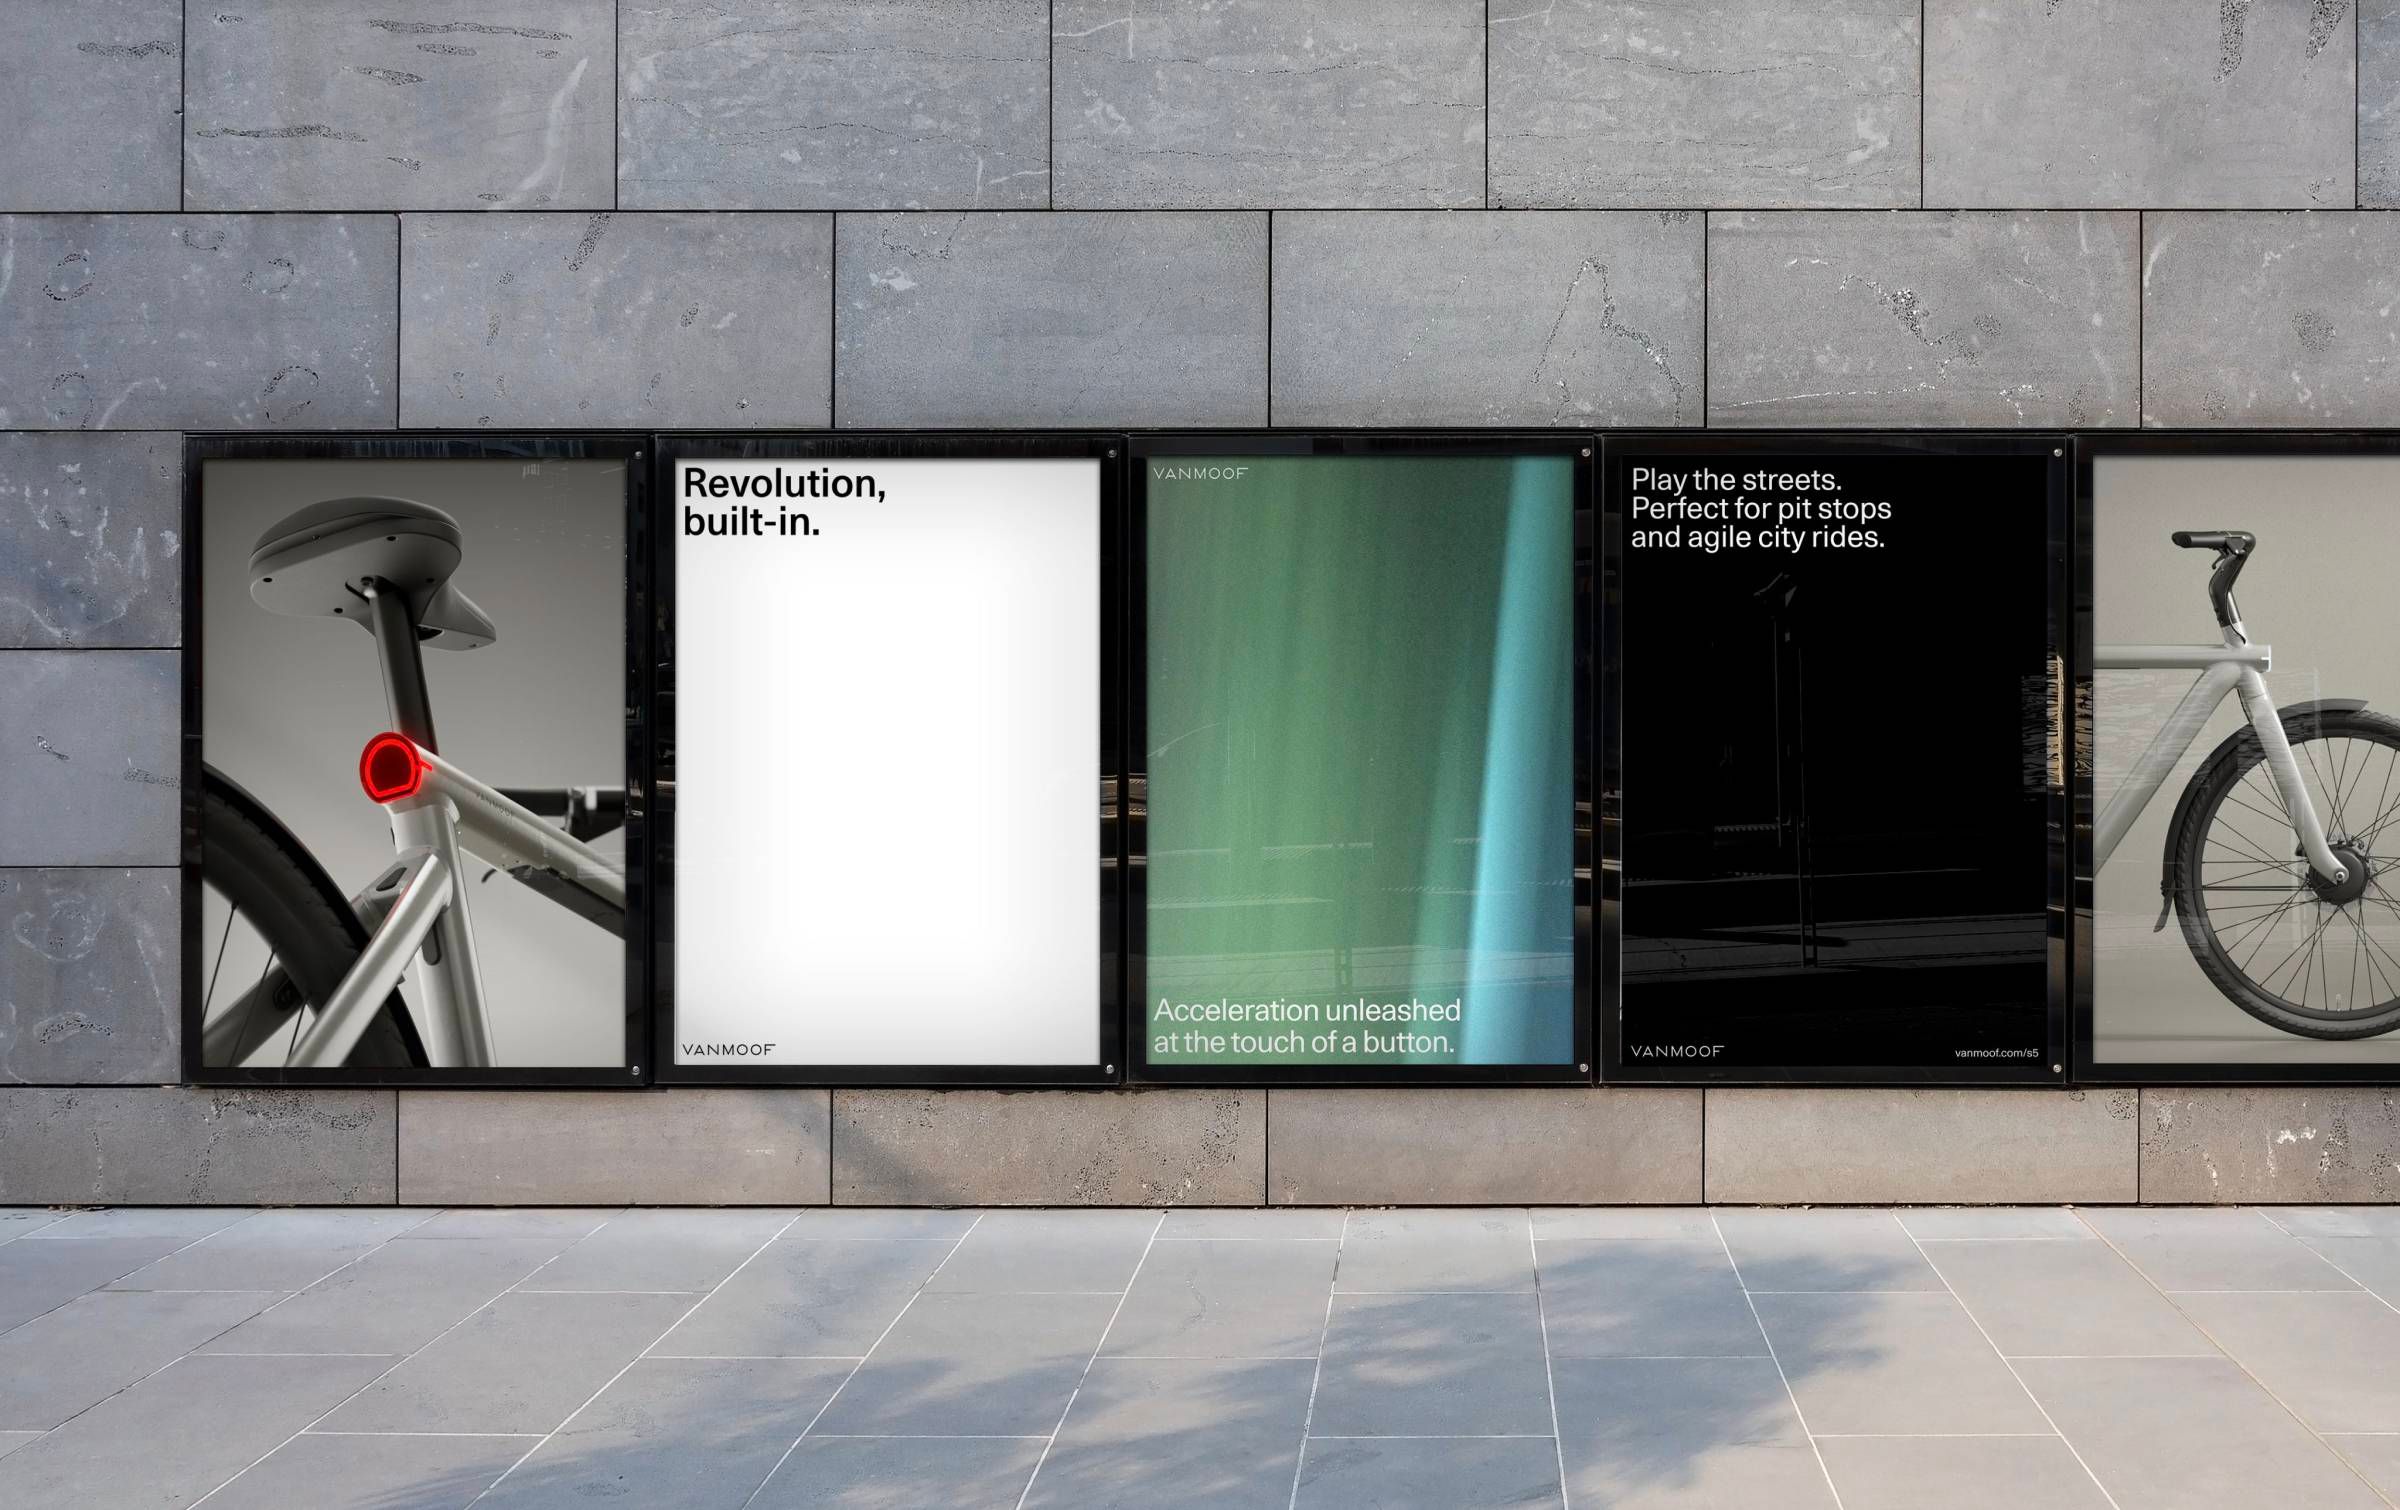 VANMOOF
Revolution,
built-in.
VANMOOF
VANMOOF
Acceleration unleashed
at the touch of a button.
Play the streets.
Perfect for pit stops
and agile city rides.
VANMOOF
vanmoof.com/s5